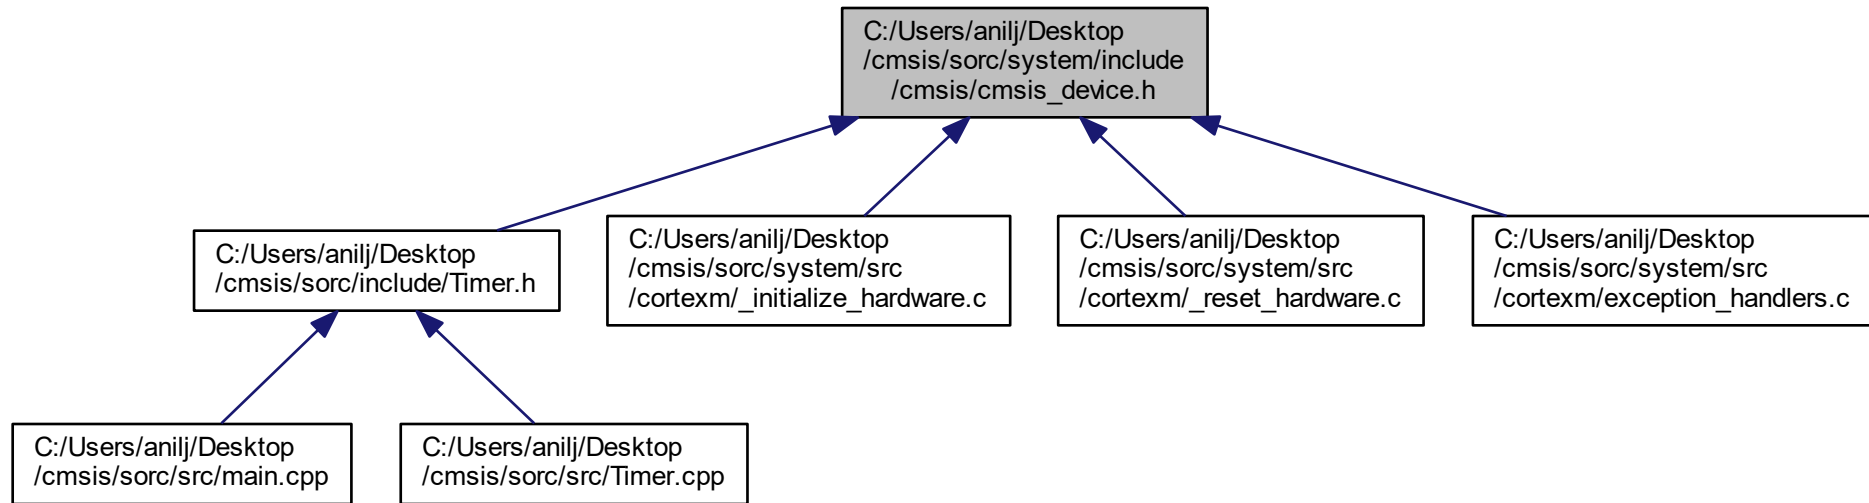 C:/Users/anilj/Desktop
/cmsis/sorc/system/include
/cmsis/cmsis_device.h
C:/Users/anilj/Desktop
/cmsis/sorc/include/Timer.h
C:/Users/anilj/Desktop
/cmsis/sorc/system/src
/cortexm/_initialize_hardware.c
C:/Users/anilj/Desktop
/cmsis/sorc/system/src
/cortexm/_reset_hardware.c
C:/Users/anilj/Desktop
/cmsis/sorc/system/src
/cortexm/exception_handlers.c
C:/Users/anilj/Desktop
/cmsis/sorc/src/main.cpp
C:/Users/anilj/Desktop
/cmsis/sorc/src/Timer.cpp